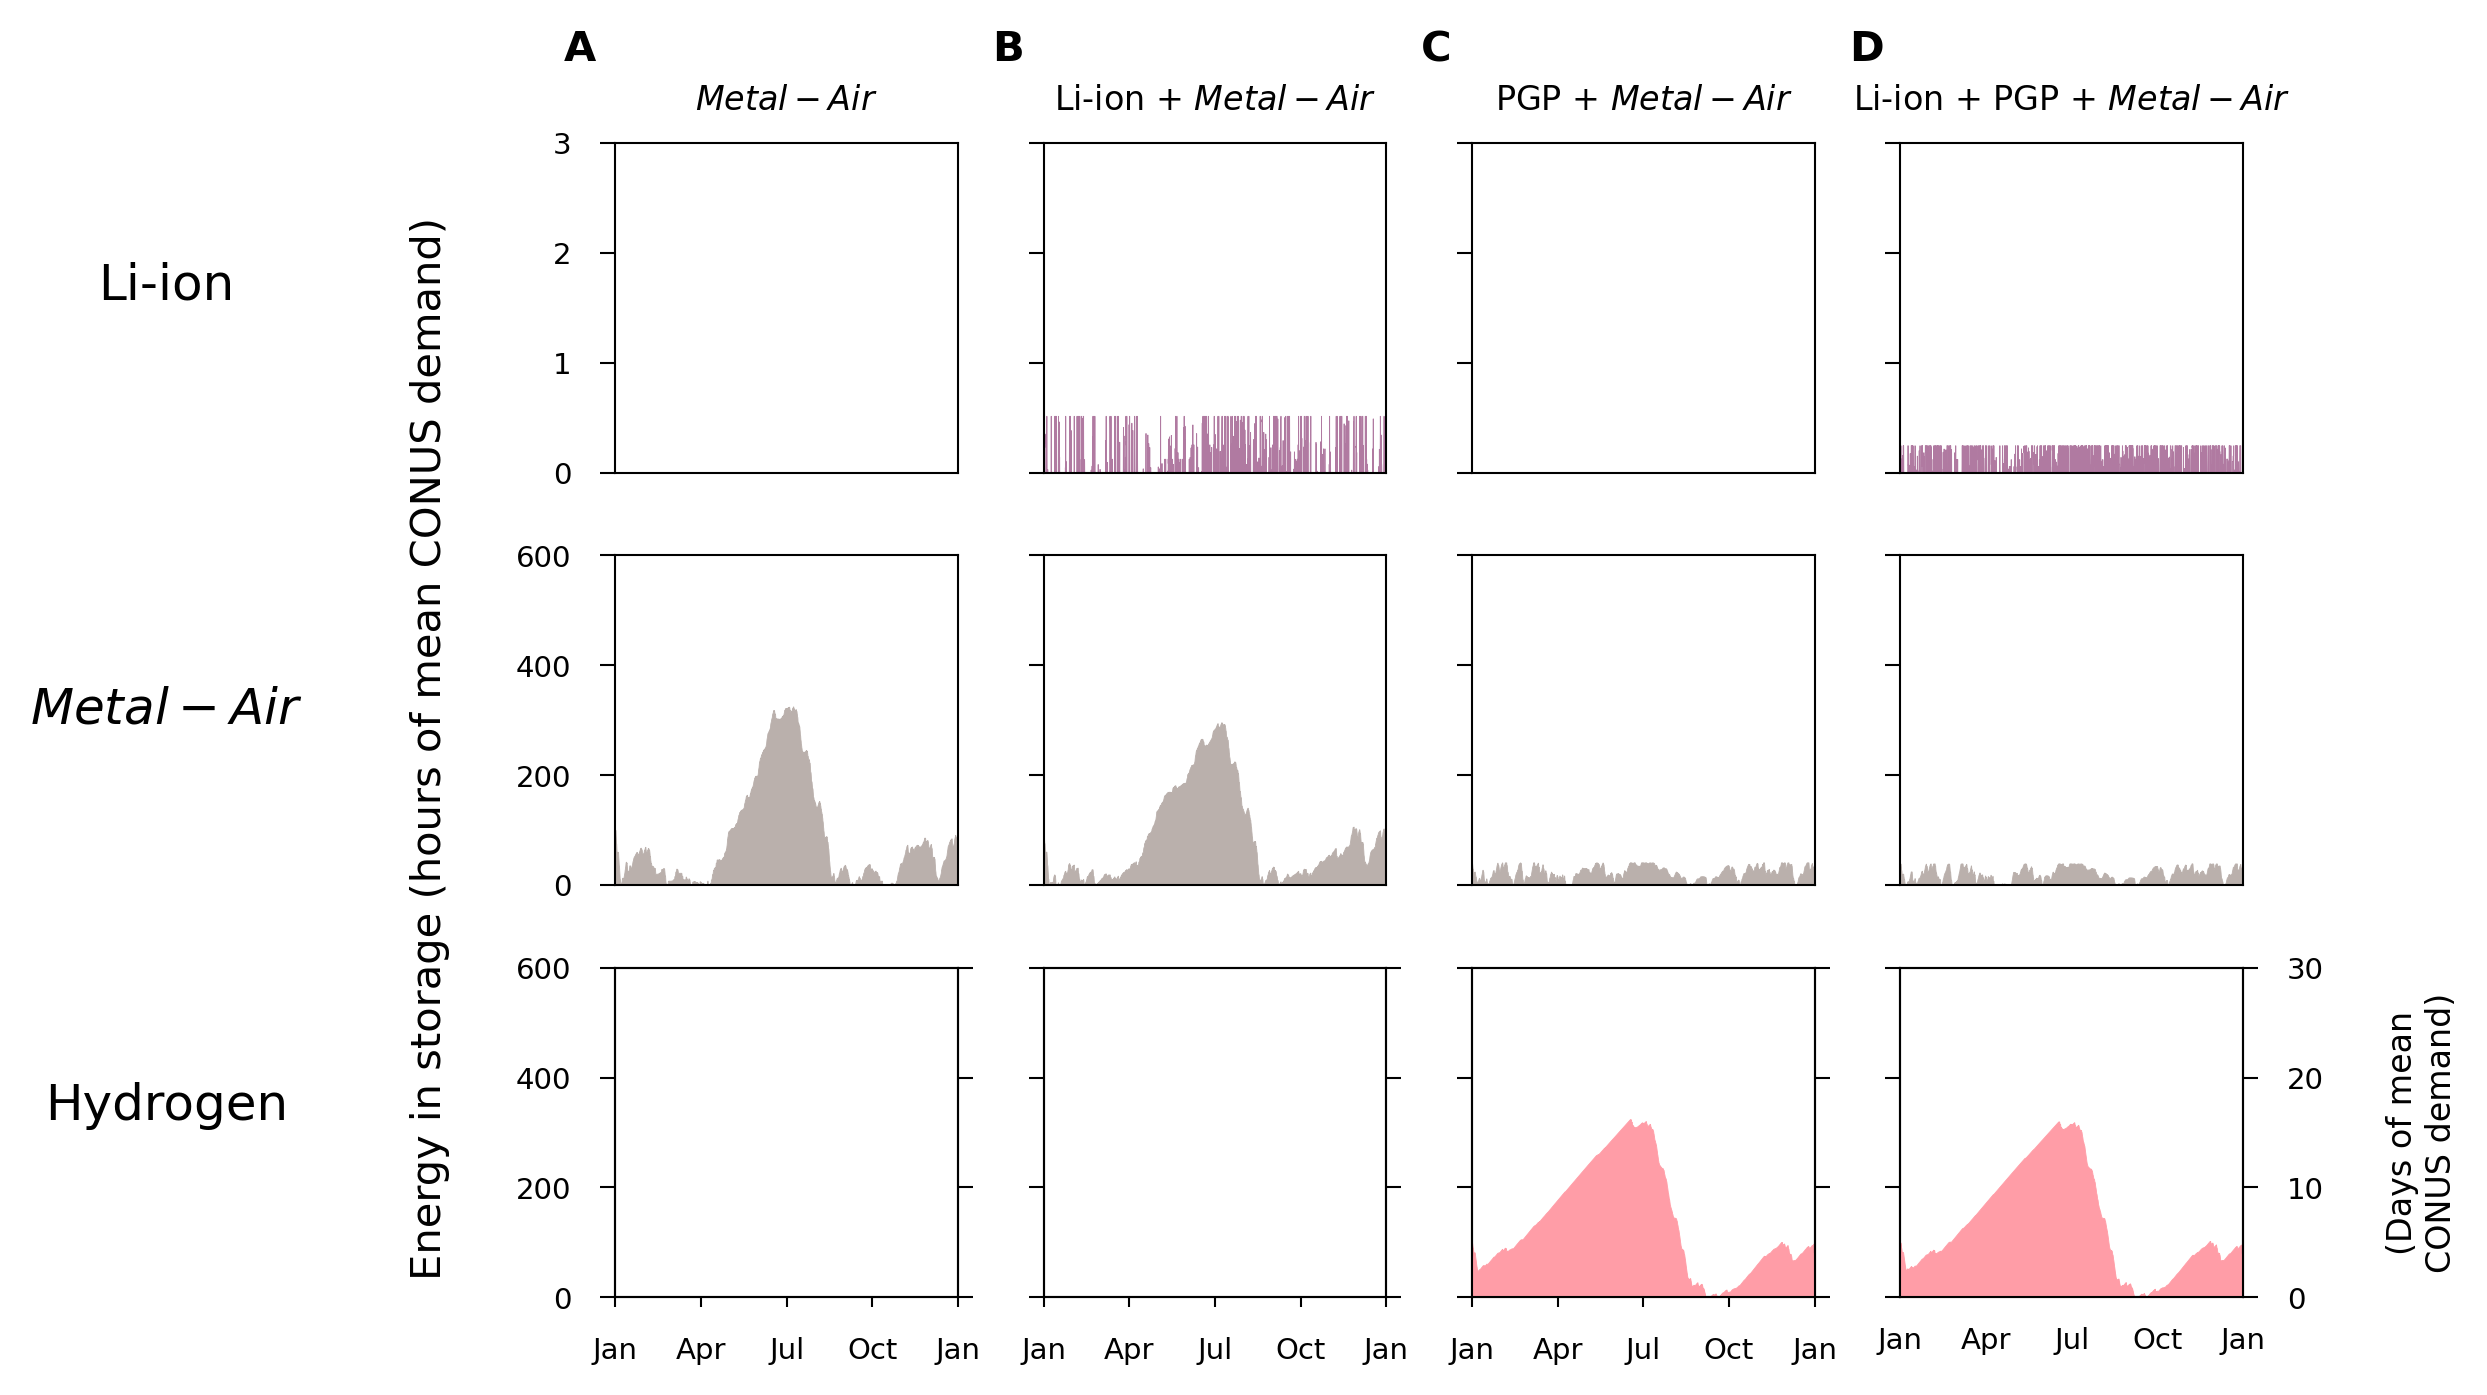 A
B
C
D
Metal – Air
Li-ion + Metal – Air
PGP + Metal – Air
Li-ion + PGP + Metal – Air
Li-ion
Metal – Air
Hydrogen
Energy in storage (hours of mean CONUS demand)
3
2
1
0
600
400
200
0
600
400
200
0
30
20
10
0
(Days of mean
CONUS demand)
Jan Apr Jul Oct Jan
Jan Apr Jul Oct Jan
Jan Apr Jul Oct Jan
Jan Apr Jul Oct Jan